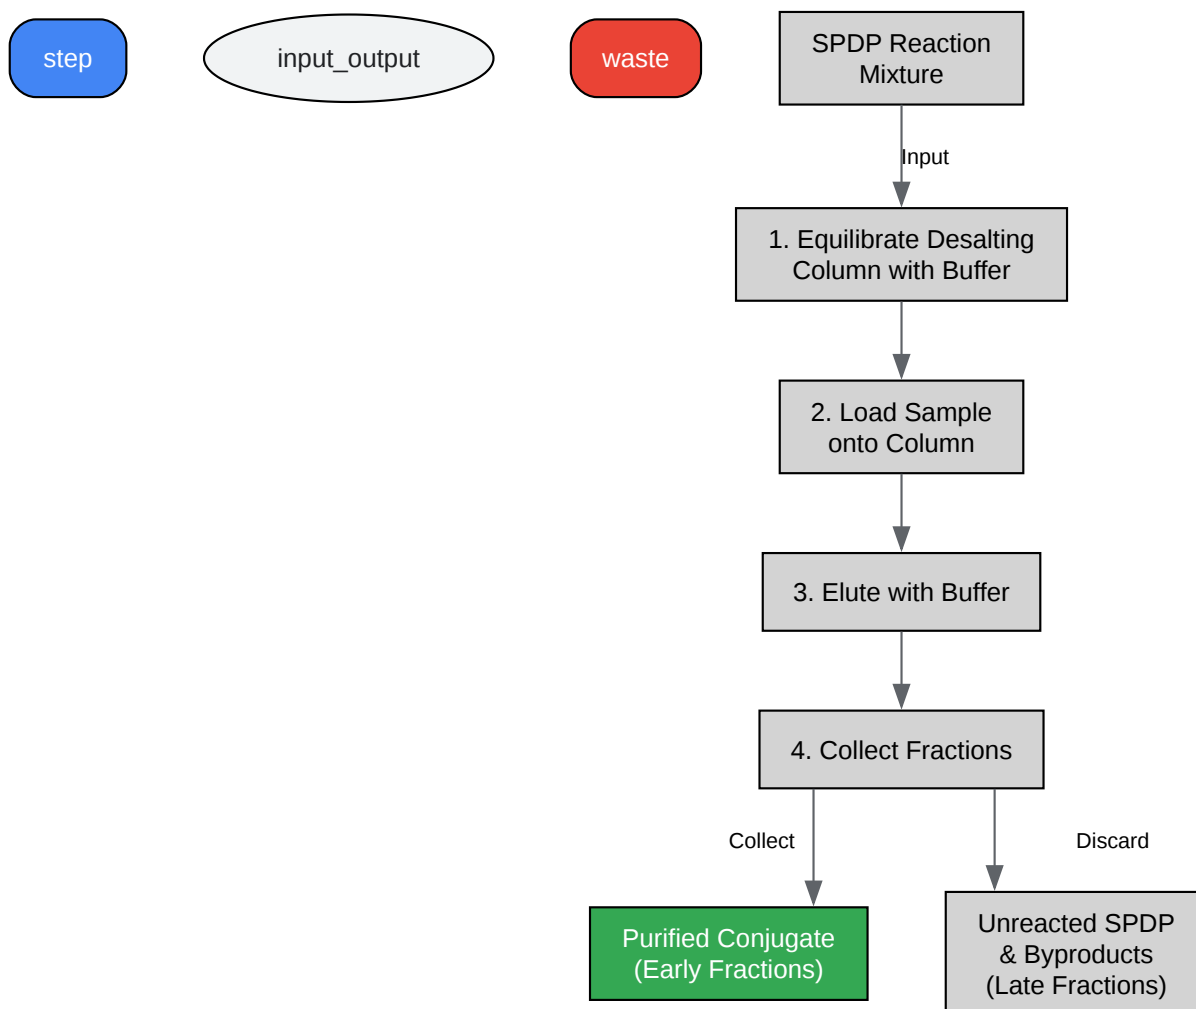 step
input_output
waste
SPDP Reaction
Mixture
Input
1. Equilibrate Desalting
Column with Buffer
2. Load Sample
onto Column
3. Elute with Buffer
4. Collect Fractions
Collect
Discard
Purified Conjugate
(Early Fractions)
Unreacted SPDP
& Byproducts
(Late Fractions)